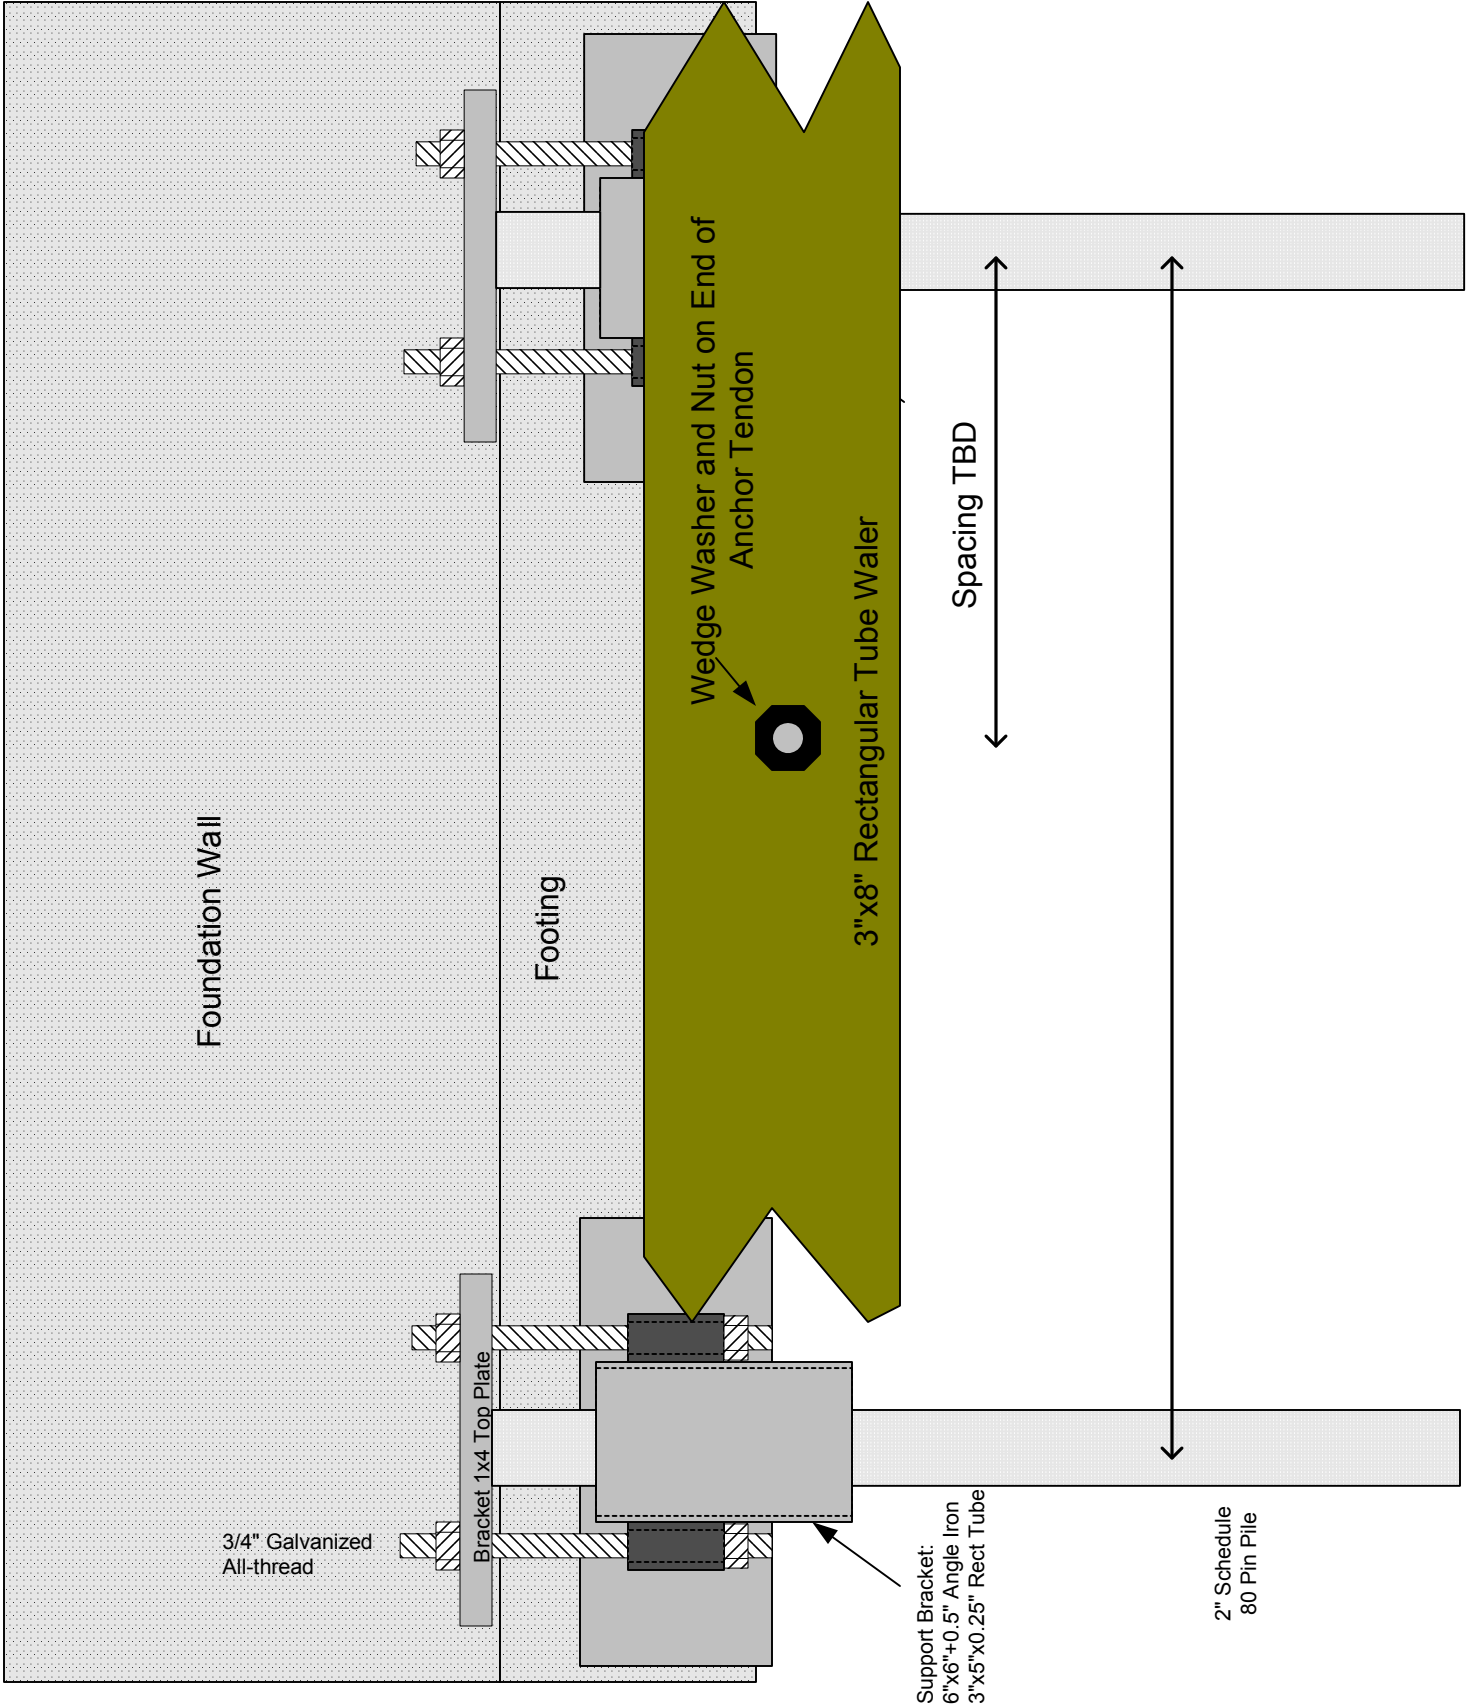 Foundation Wall
Footing
Wedge Washer and Nut on End of
Anchor Tendon
3"x8" Rectangular Tube Waler
Spacing TBD
Bracket 1x4 Top Plate
3/4" Galvanized
All-thread
Support Bracket:
6"x6"+0.5" Angle Iron
3"x5"x0.25" Rect Tube
2" Schedule
80 Pin Pile